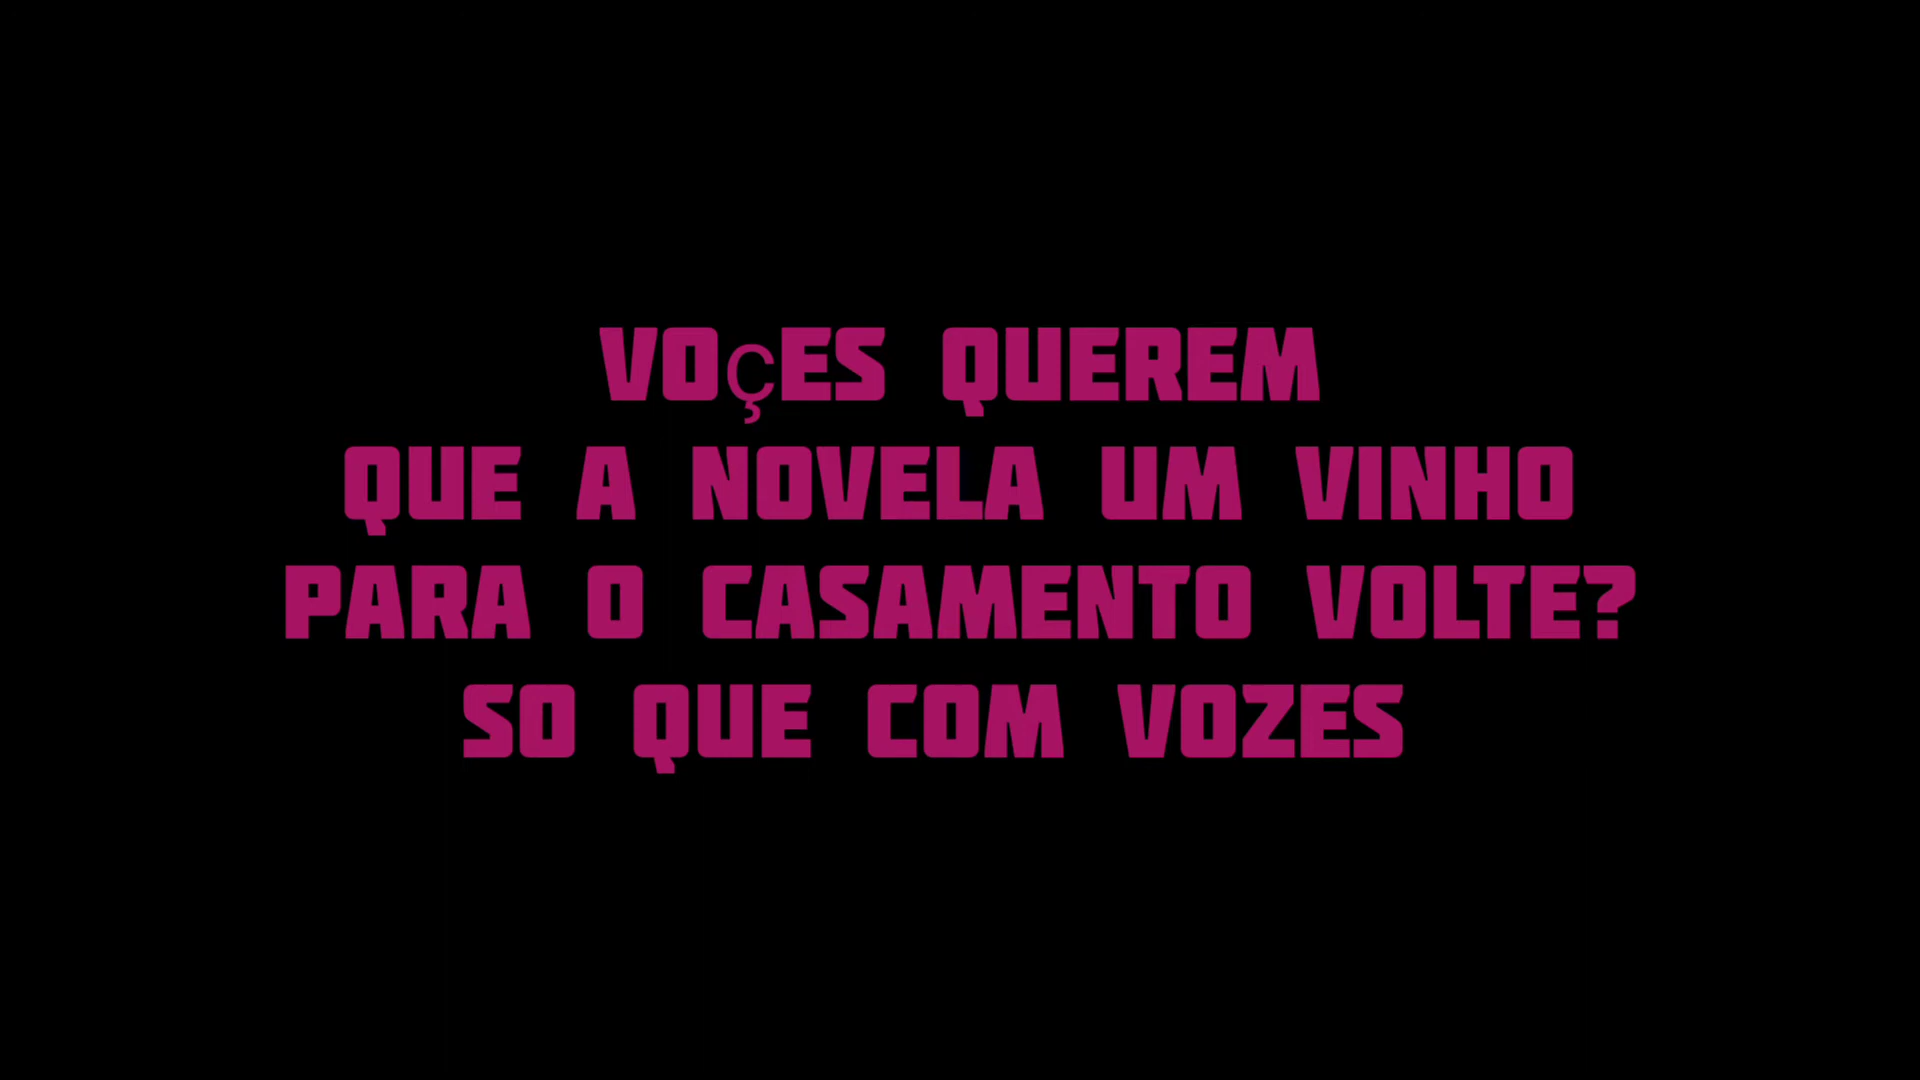 VOçES QUEREM
QUE A NOVELA UM VINHO
PARA O CASAMENTO VOLTE?
SO QUE COM VOZES